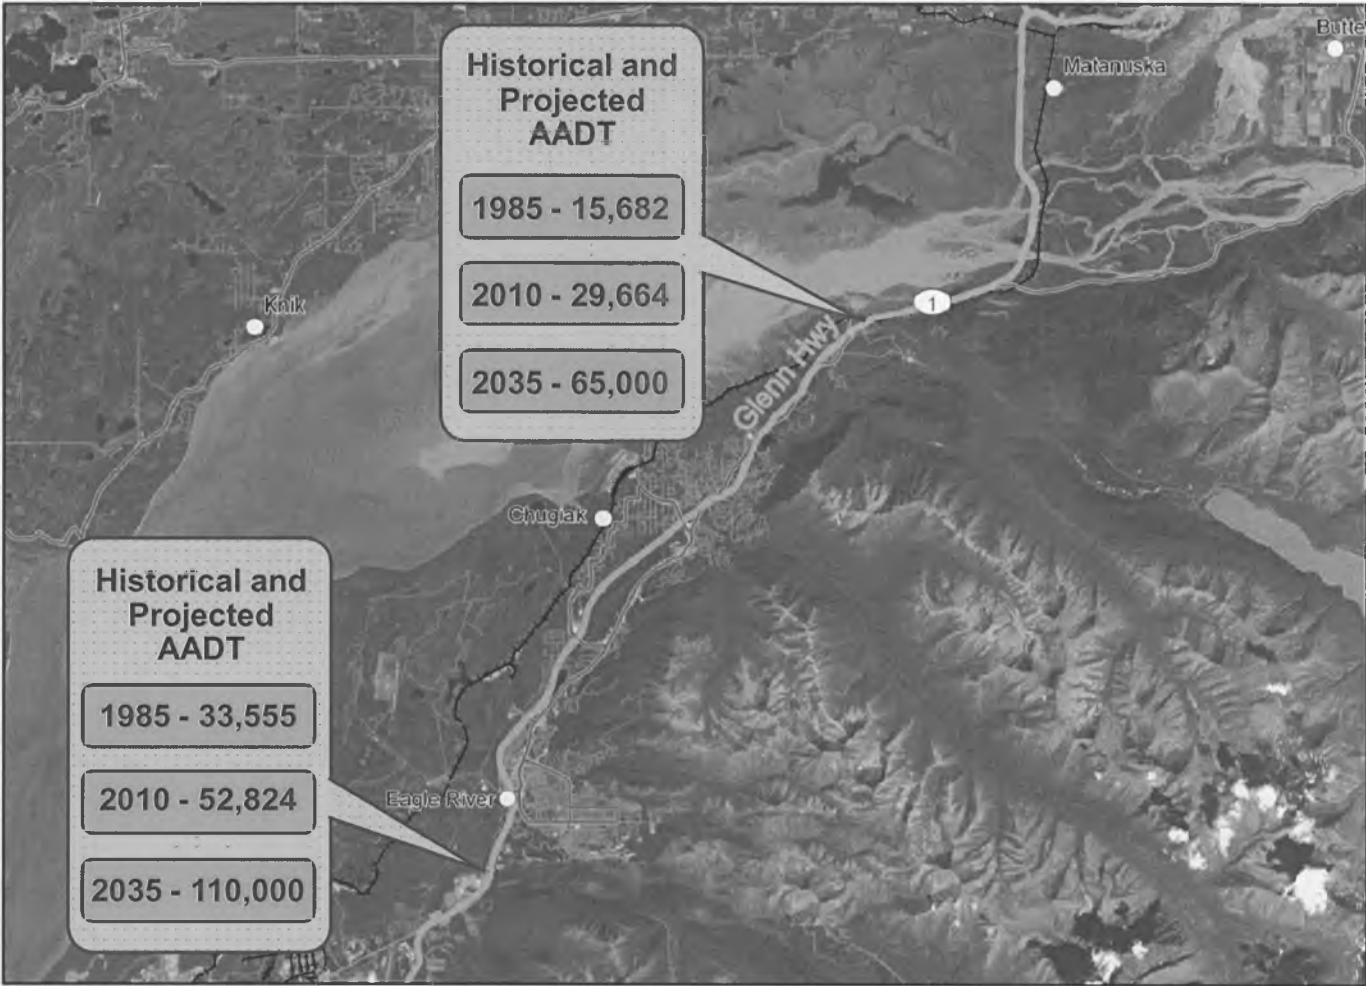 Historical and
Projected
AADT
1985 - 15,682
2010 - 29,664
2035 - 65,000
Butte
Matanuska
1
Knik
Glenn Hwy
Chugiak
Historical and
Projected
AADT
1985 - 33,555
2010 - 52,824
2035 - 110,000
Eagle River